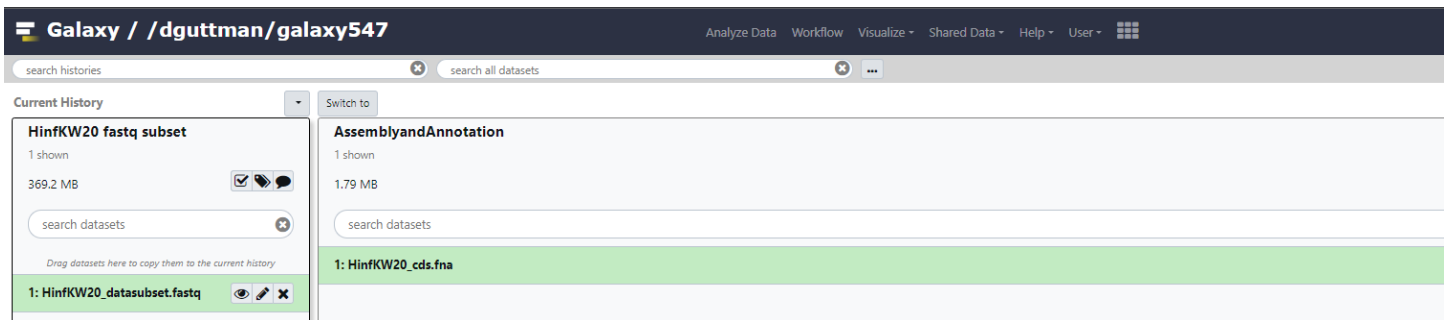 Galaxy / /dguttman/galaxy547
Analyze Data Workflow Visualize Shared Data Help User
search histories
search all datasets
...
Current History
Switch to
HinfKW20 fastq subset
1 shown
369.2 MB
search datasets
Drag datasets here to copy them to the current history
1: HinfKW20_datasubset.fastq
AssemblyandAnnotation
1 shown
1.79 MB
search datasets
1: HinfKW20_cds.fna